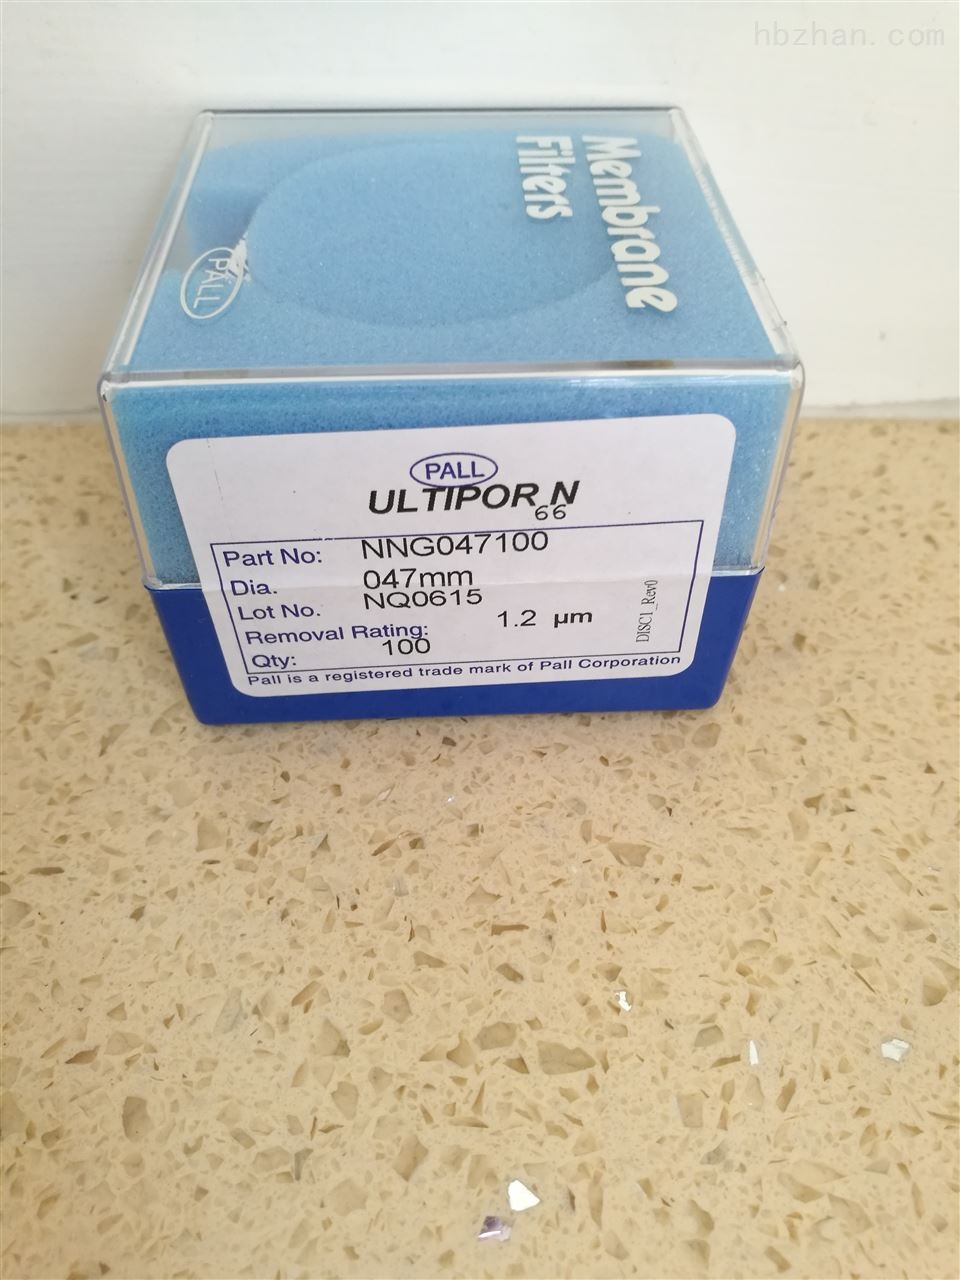 hbzhan.com
Membrane
Filters
PALL
PALL
ULTIPOR N
66
Part No: NNG047100
Dia. 047mm
Lot No. NQ0615
Removal Rating: 1.2 µm
Qty: 100
DISC1_Rev0
Pall is a registered trade mark of Pall Corporation